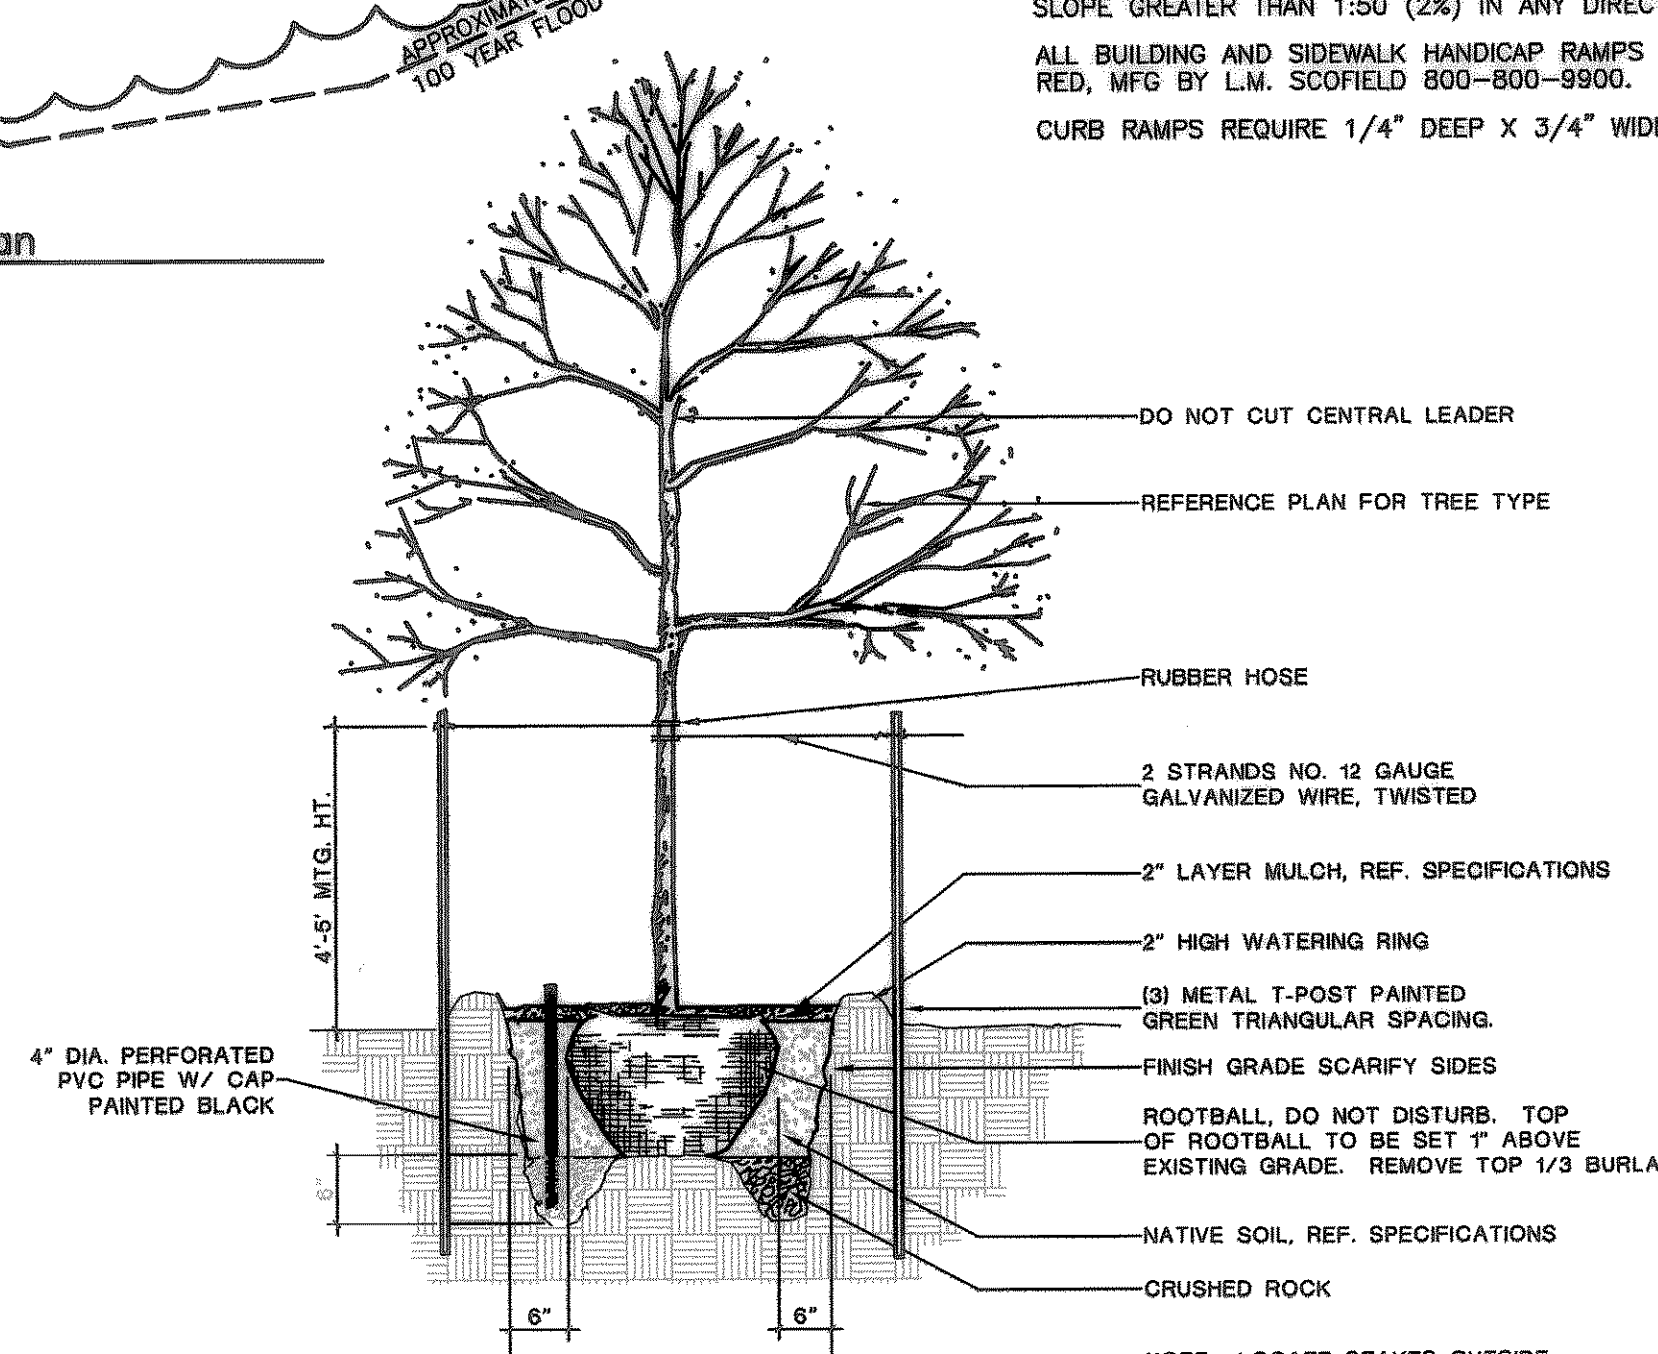 APPROXIMATE
100 YEAR FLOOD
SLOPE GREATER THAN 1:50 (2%) IN ANY DIREC
ALL BUILDING AND SIDEWALK HANDICAP RAMPS
RED, MFG BY L.M. SCOFIELD 800-800-9900.
CURB RAMPS REQUIRE 1/4" DEEP X 3/4" WID
an
DO NOT CUT CENTRAL LEADER
REFERENCE PLAN FOR TREE TYPE
RUBBER HOSE
2 STRANDS NO. 12 GAUGE
GALVANIZED WIRE, TWISTED
4'-5' MTG. HT.
2" LAYER MULCH, REF. SPECIFICATIONS
2" HIGH WATERING RING
(3) METAL T-POST PAINTED
GREEN TRIANGULAR SPACING.
4" DIA. PERFORATED
PVC PIPE W/ CAP
PAINTED BLACK
FINISH GRADE SCARIFY SIDES
ROOTBALL, DO NOT DISTURB. TOP
OF ROOTBALL TO BE SET 1" ABOVE
EXISTING GRADE. REMOVE TOP 1/3 BURLA
6"
NATIVE SOIL, REF. SPECIFICATIONS
CRUSHED ROCK
6"
6"